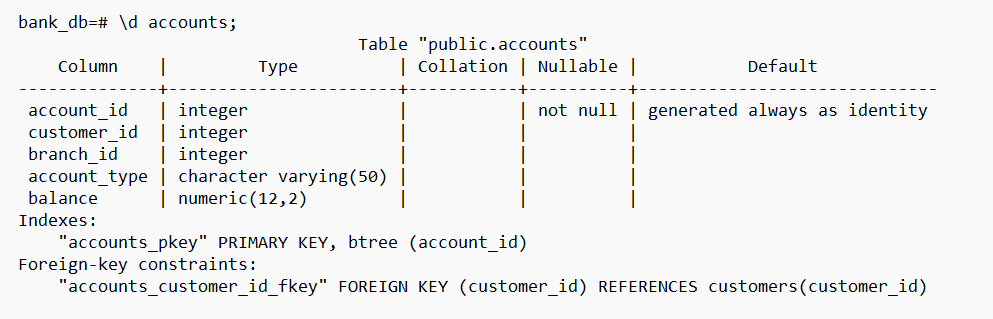 bank_db=# \d accounts;
                                  Table "public.accounts"
    Column    |         Type          | Collation | Nullable |           Default
--------------+-----------------------+-----------+----------+------------------------------
 account_id   | integer               |           | not null | generated always as identity
 customer_id  | integer               |           |          |
 branch_id    | integer               |           |          |
 account_type | character varying(50) |           |          |
 balance      | numeric(12,2)         |           |          |
Indexes:
    "accounts_pkey" PRIMARY KEY, btree (account_id)
Foreign-key constraints:
    "accounts_customer_id_fkey" FOREIGN KEY (customer_id) REFERENCES customers(customer_id)